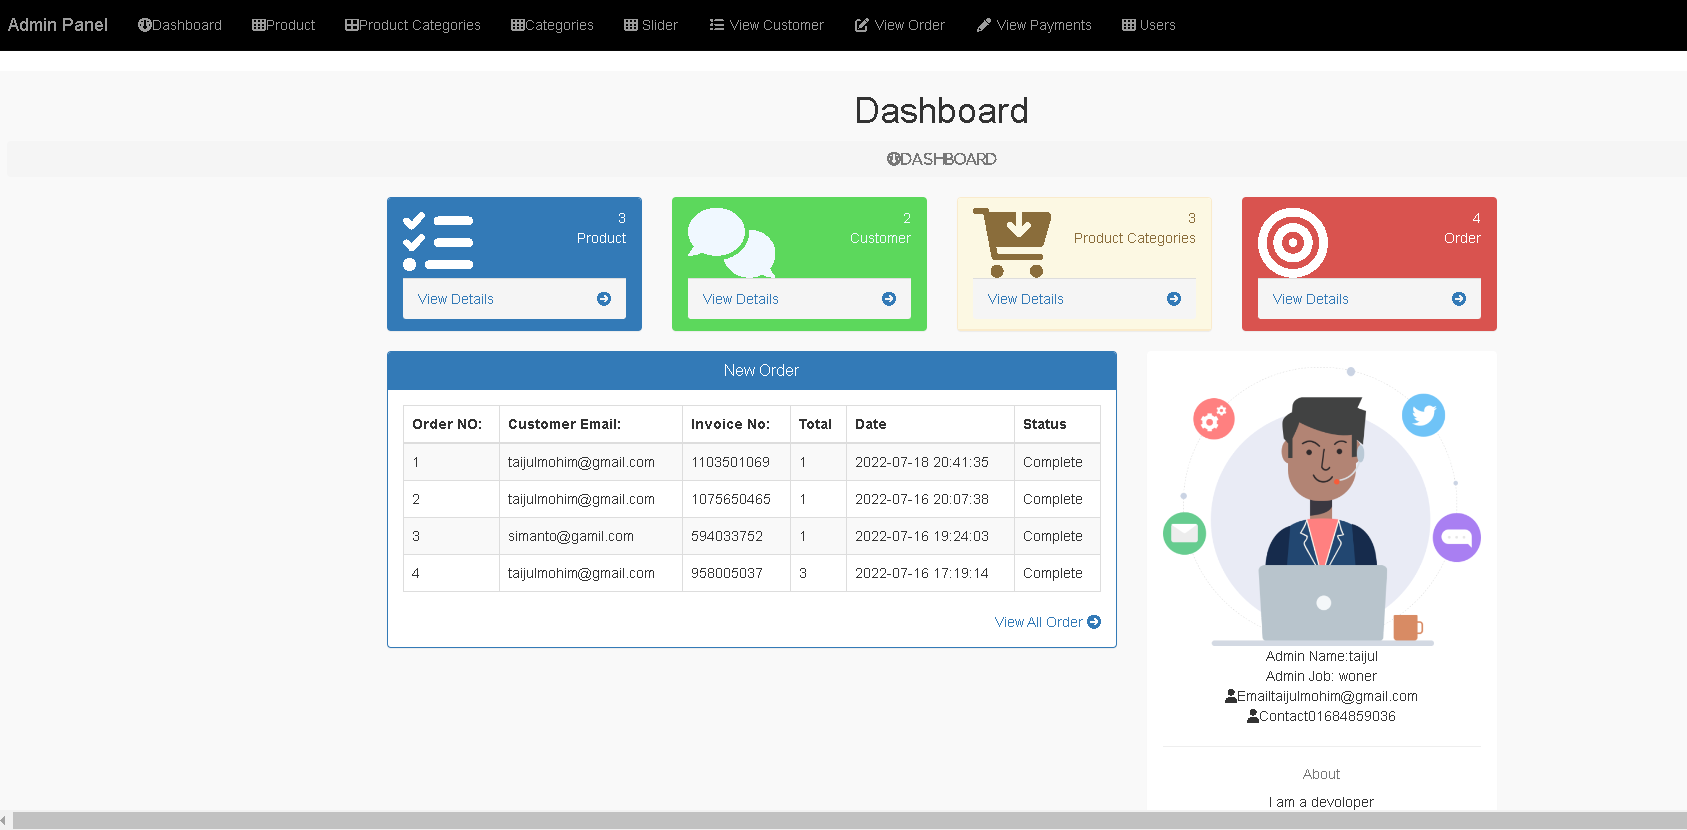 Admin Panel Dashboard Product Product Categories Categories Slider View Customer View Order View Payments Users
Dashboard
DASHBOARD
3
Product
View Details
2
Customer
View Details
3
Product Categories
View Details
4
Order
View Details
New Order
Order NO: Customer Email: Invoice No: Total Date Status
1 taijulmohim@gmail.com 1103501069 1 2022-07-18 20:41:35 Complete
2 taijulmohim@gmail.com 1075650465 1 2022-07-16 20:07:38 Complete
3 simanto@gamil.com 594033752 1 2022-07-16 19:24:03 Complete
4 taijulmohim@gmail.com 958005037 3 2022-07-16 17:19:14 Complete
View All Order
Admin Name:taijul
Admin Job: woner
Emailtaijulmohim@gmail.com
Contact01684859036
About
I am a devoloper